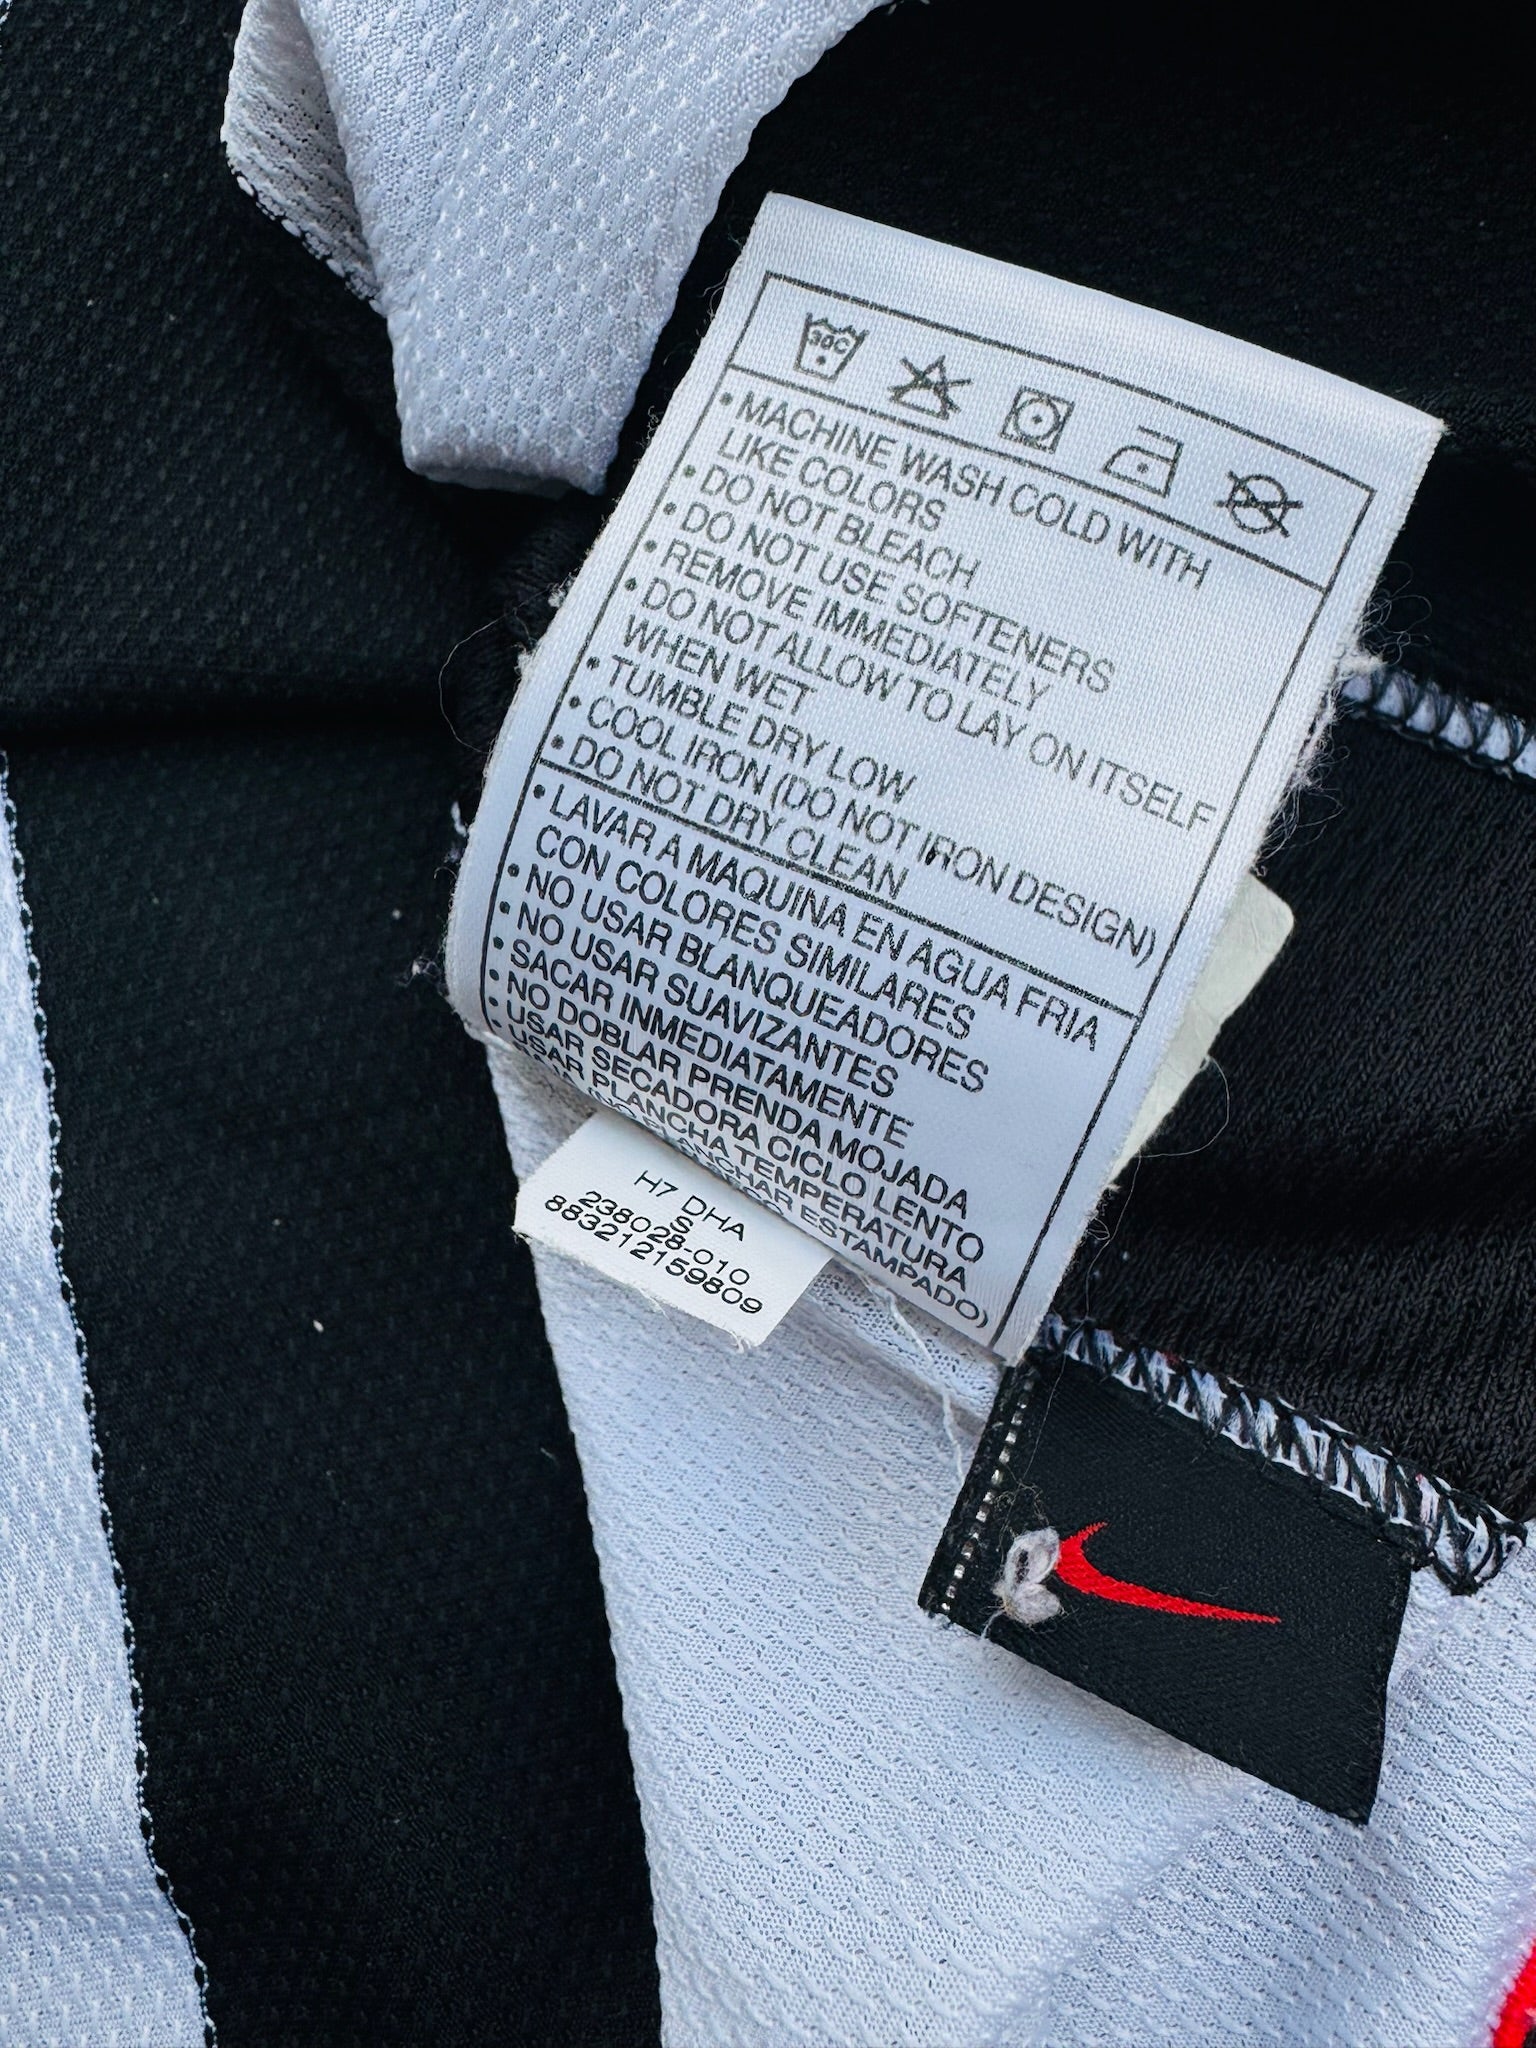 30C
• MACHINE WASH COLD WITH
LIKE COLORS
• DO NOT BLEACH
• DO NOT USE SOFTENERS
• REMOVE IMMEDIATELY
• DO NOT ALLOW TO LAY ON ITSELF
WHEN WET
• TUMBLE DRY LOW
• COOL IRON (DO NOT IRON DESIGN)
• DO NOT DRY CLEAN
• LAVAR A MAQUINA EN AGUA FRIA
CON COLORES SIMILARES
• NO USAR BLANQUEADORES
• NO USAR SUAVIZANTES
• SACAR INMEDIATAMENTE
• NO DOBLAR PRENDA MOJADA
• USAR SECADORA CICLO LENTO
• USAR PLANCHA TEMPERATURA
BAJA (NO PLANCHAR ESTAMPADO)
H7 DHA
S
238028-010
883212159809